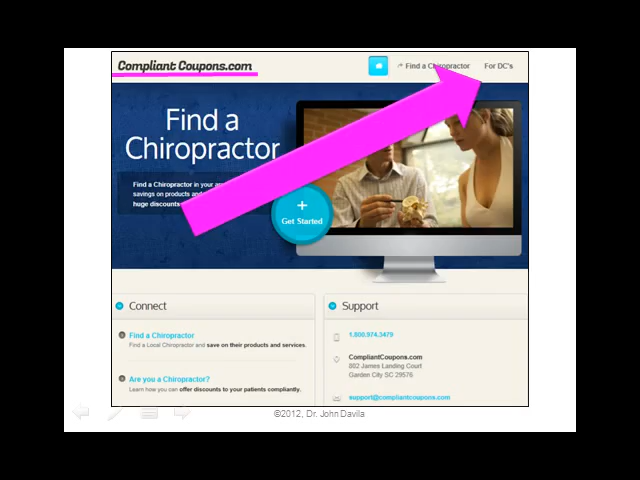 Compliant Coupons.com
Find a Chiropractor
For DC's
Find a
Chiropractor
Find a Chiropractor in your
savings on products and
huge discounts
+
Get Started
Connect
Support
Find a Chiropractor
Find a Local Chiropractor and save on their products and services.
Are you a Chiropractor?
Learn how you can offer discounts to your patients compliantly.
1.800.974.3479
CompliantCoupons.com
802 James Landing Court
Garden City SC 29576
support@compliantcoupons.com
©2012, Dr. John Davila